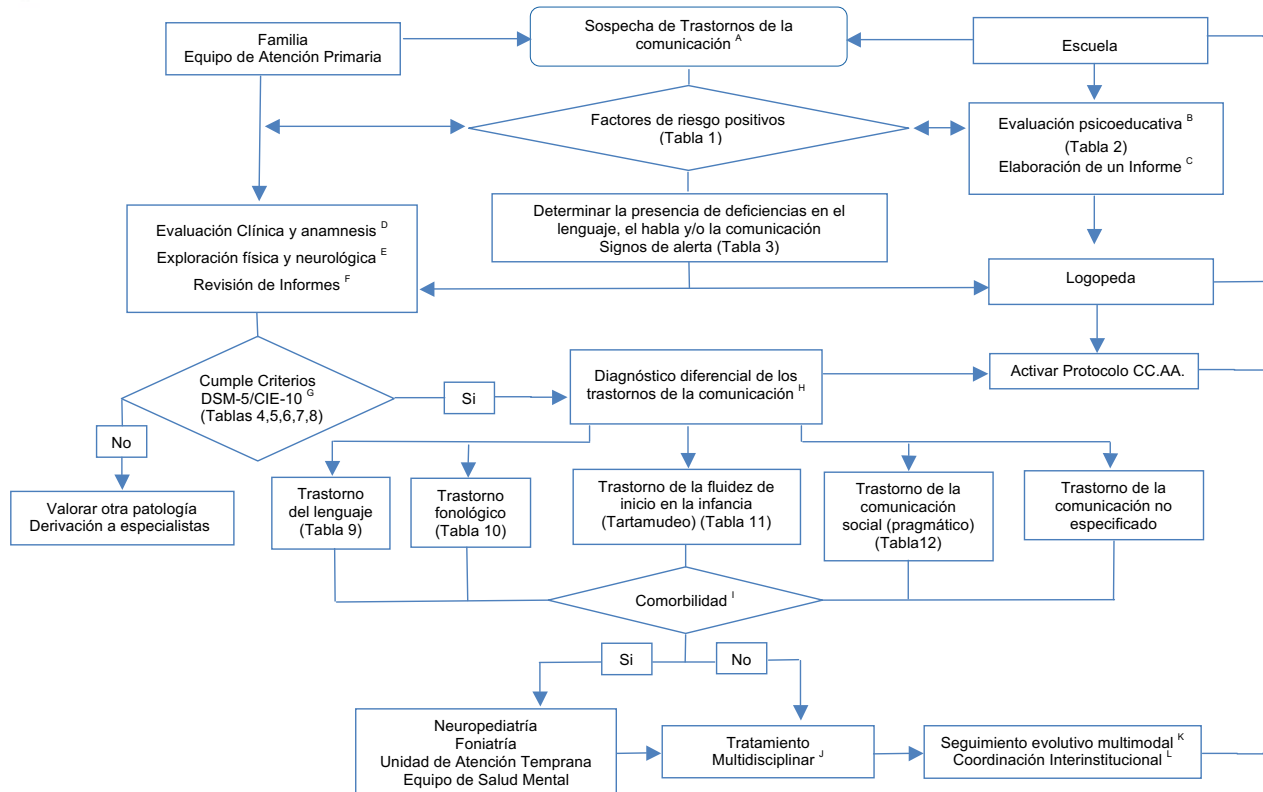 Familia
Equipo de Atención Primaria
Sospecha de Trastornos de la
comunicación A
Escuela
Factores de riesgo positivos
(Tabla 1)
Evaluación psicoeducativa B
(Tabla 2)
Elaboración de un Informe C
Evaluación Clínica y anamnesis D
Exploración física y neurológica E
Revisión de Informes F
Determinar la presencia de deficiencias en el
lenguaje, el habla y/o la comunicación
Signos de alerta (Tabla 3)
Logopeda
Cumple Criterios
DSM-5/CIE-10 G
(Tablas 4,5,6,7,8)
Si
Diagnóstico diferencial de los
trastornos de la comunicación H
Activar Protocolo CC.AA.
No
Valorar otra patología
Derivación a especialistas
Trastorno
del lenguaje
(Tabla 9)
Trastorno
fonológico
(Tabla 10)
Trastorno de la fluidez de
inicio en la infancia
(Tartamudeo) (Tabla 11)
Trastorno de la
comunicación
social (pragmático)
(Tabla12)
Trastorno de la
comunicación no
especificado
Comorbilidad I
Si
No
Neuropediatría
Foniatría
Unidad de Atención Temprana
Equipo de Salud Mental
Tratamiento
Multidisciplinar J
Seguimiento evolutivo multimodal K
Coordinación Interinstitucional L